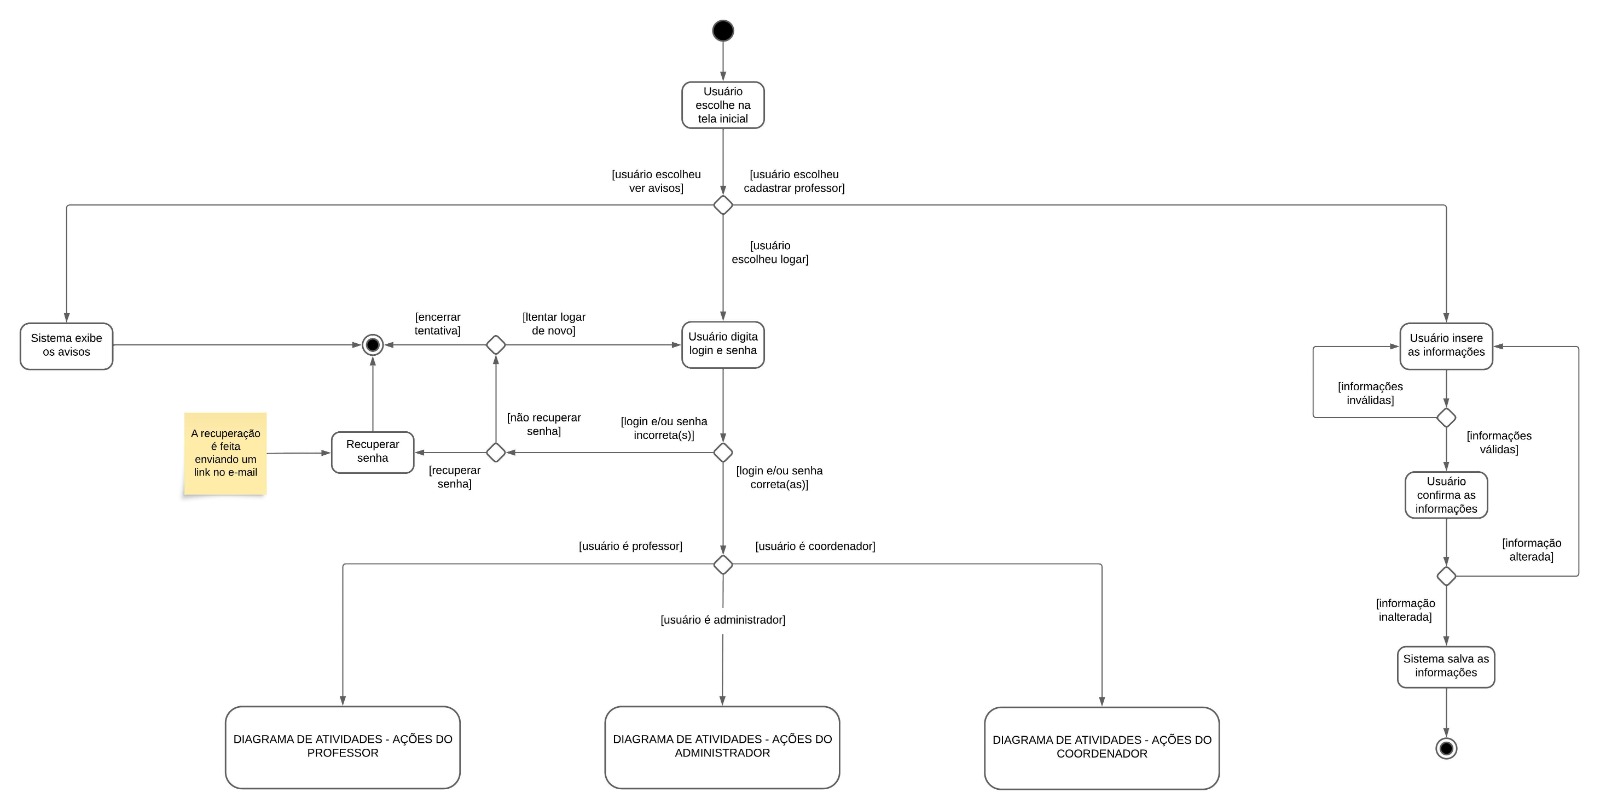 Usuário
escolhe na
tela inicial
[usuário escolheu
ver avisos]
[usuário escolheu
cadastrar professor]
[usuário
escolheu logar]
Sistema exibe
os avisos
[encerrar
tentativa]
[ltentar logar
de novo]
Usuário digita
login e senha
Usuário insere
as informações
[informações
inválidas]
A recuperação
é feita
enviando um
link no e-mail
Recuperar
senha
[não recuperar
senha]
[recuperar
senha]
[login e/ou senha
incorreta(s)]
[login e/ou senha
correta(as)]
[informações
válidas]
Usuário
confirma as
informações
[informação
alterada]
[usuário é professor]
[usuário é coordenador]
[usuário é administrador]
[informação
inalterada]
Sistema salva as
informações
DIAGRAMA DE ATIVIDADES - AÇÕES DO
PROFESSOR
DIAGRAMA DE ATIVIDADES - AÇÕES DO
ADMINISTRADOR
DIAGRAMA DE ATIVIDADES - AÇÕES DO
COORDENADOR